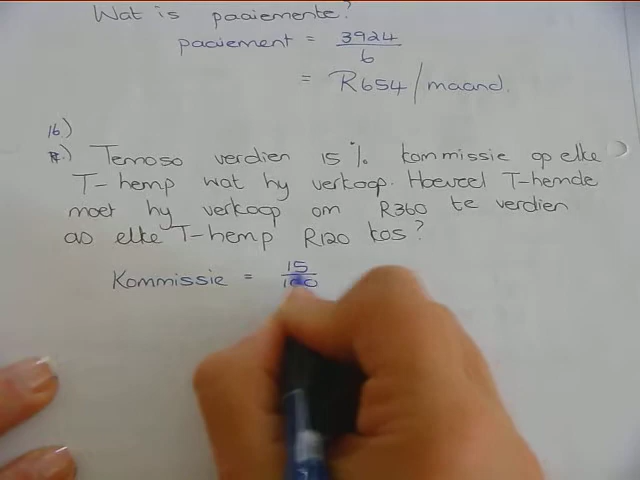 Wat is paaiemente?
paaiement = 3924
6
= R654/maand.
16)
Temoso verdien 15% kommissie op elke
T-hemp wat hy verkoop. Hoeveel T-hemde
moet hy verkoop om R360 te verdien
as elke T-hemp R120 kos?
Kommissie = 15
100